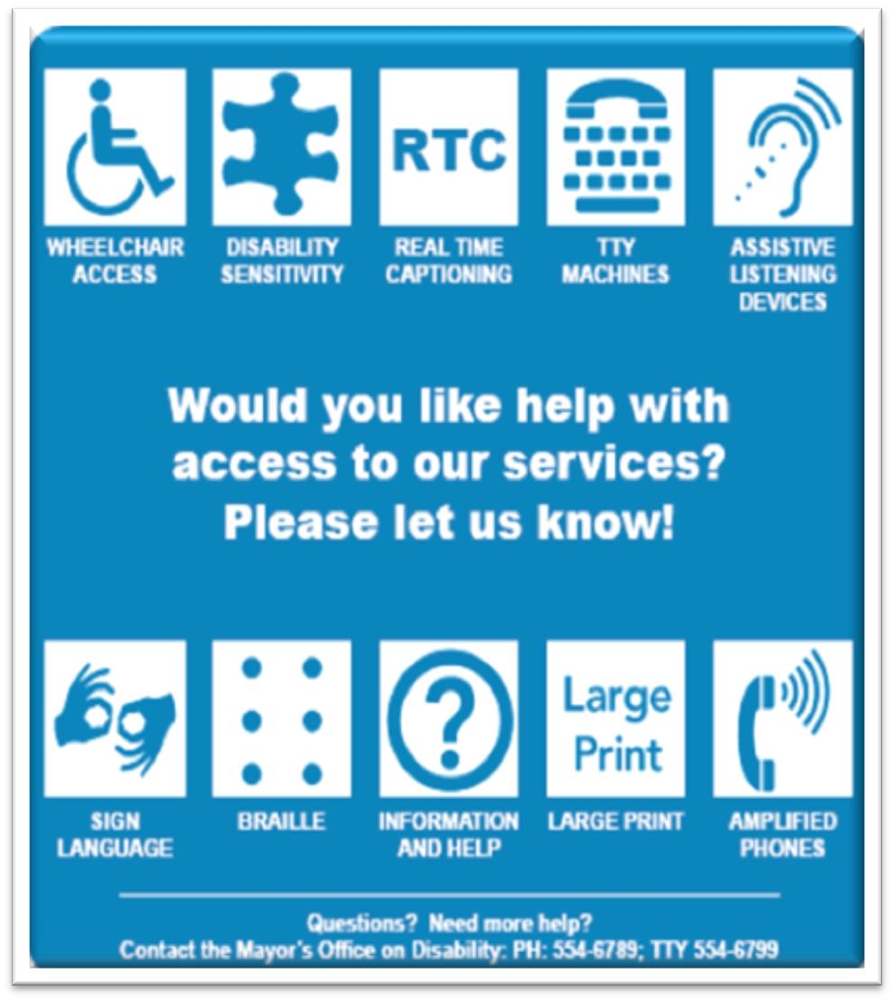 RTC
WHEELCHAIR
ACCESS
DISABILITY
SENSITIVITY
REAL TIME
CAPTIONING
TTY
MACHINES
ASSISTIVE
LISTENING
DEVICES
Would you like help with
access to our services?
Please let us know!
Large
Print
SIGN
LANGUAGE
BRAILLE
INFORMATION
AND HELP
LARGE PRINT
AMPLIFIED
PHONES
Questions? Need more help?
Contact the Mayor's Office on Disability: PH: 554-6789; TTY 554-6799